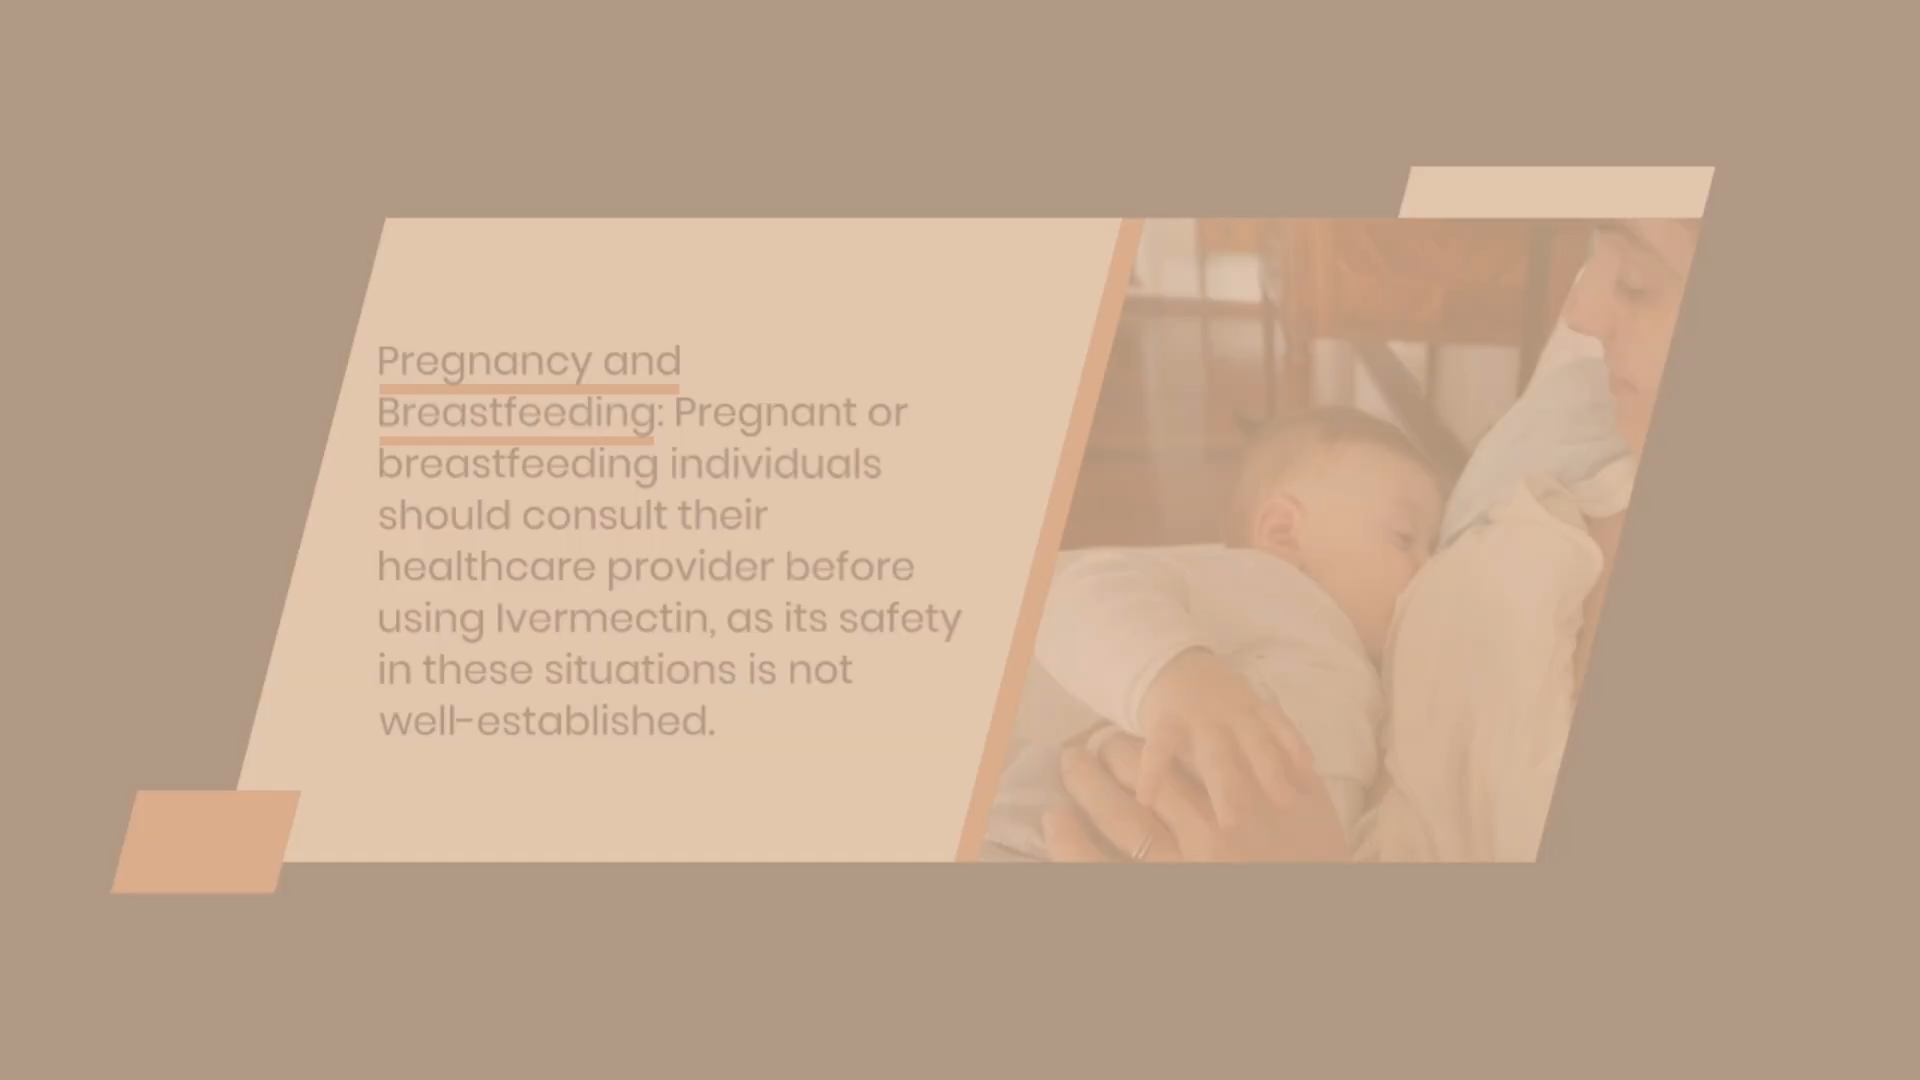 Pregnancy and
Breastfeeding: Pregnant or
breastfeeding individuals
should consult their
healthcare provider before
using Ivermectin, as its safety
in these situations is not
well-established.